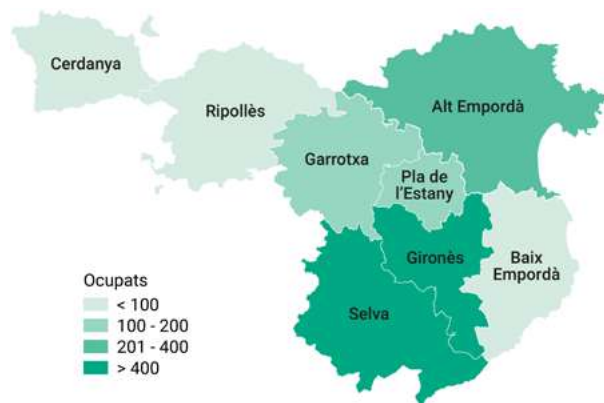 Cerdanya
Ripollès
Alt Empordà
Garrotxa
Pla de
l'Estany
Gironès
Baix
Empordà
Selva
Ocupats
< 100
100 - 200
201 - 400
> 400